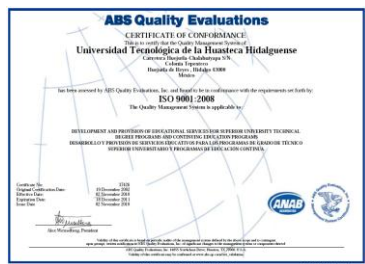 ABS Quality Evaluations
CERTIFICATE OF CONFORMANCE
This is to certify that the Quality Management System of
Universidad Tecnológica de la Huasteca Hidalguense
Carretera Huejutla-Chalahuiyapa S/N
Colonia Tepoxteco
Huejutla de Reyes, Hidalgo 43000
México
has been assessed by ABS Quality Evaluations, Inc. and found to be in conformance with the requirements set forth by:
ISO 9001:2008
The Quality Management System is applicable to:
DEVELOPMENT AND PROVISION OF EDUCATIONAL SERVICES FOR SUPERIOR UNIVERSITY TECHNICAL
DEGREE PROGRAMS AND CONTINUING EDUCATION PROGRAMS
DESARROLLO Y PROVISIÓN DE SERVICIOS EDUCATIVOS PARA LOS PROGRAMAS DE GRADO DE TÉCNICO
SUPERIOR UNIVERSITARIO Y PROGRAMAS DE EDUCACIÓN CONTINUA
Certificate No:
Original Certification Date:
Effective Date:
Expiration Date:
Issue Date:
President
ANAB